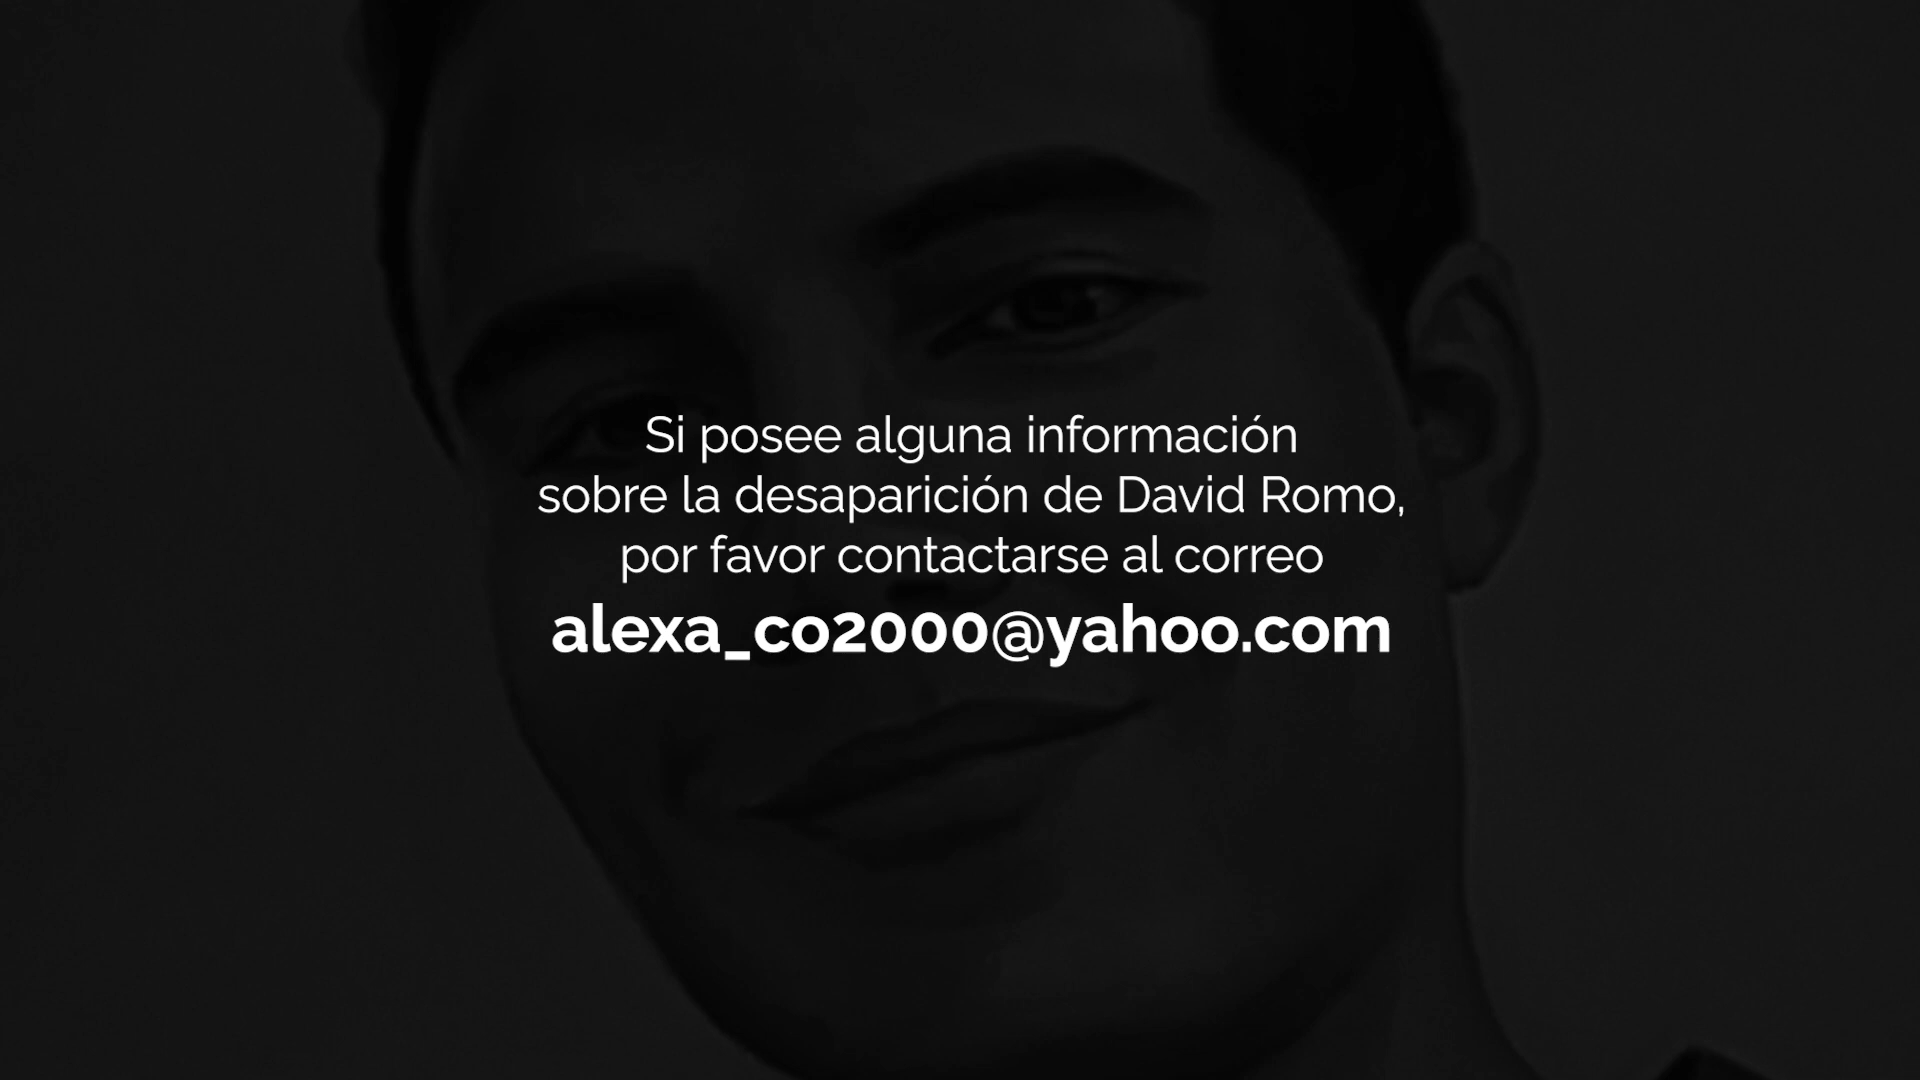 Si posee alguna información
sobre la desaparición de David Romo,
por favor contactarse al correo
alexa_co2000@yahoo.com